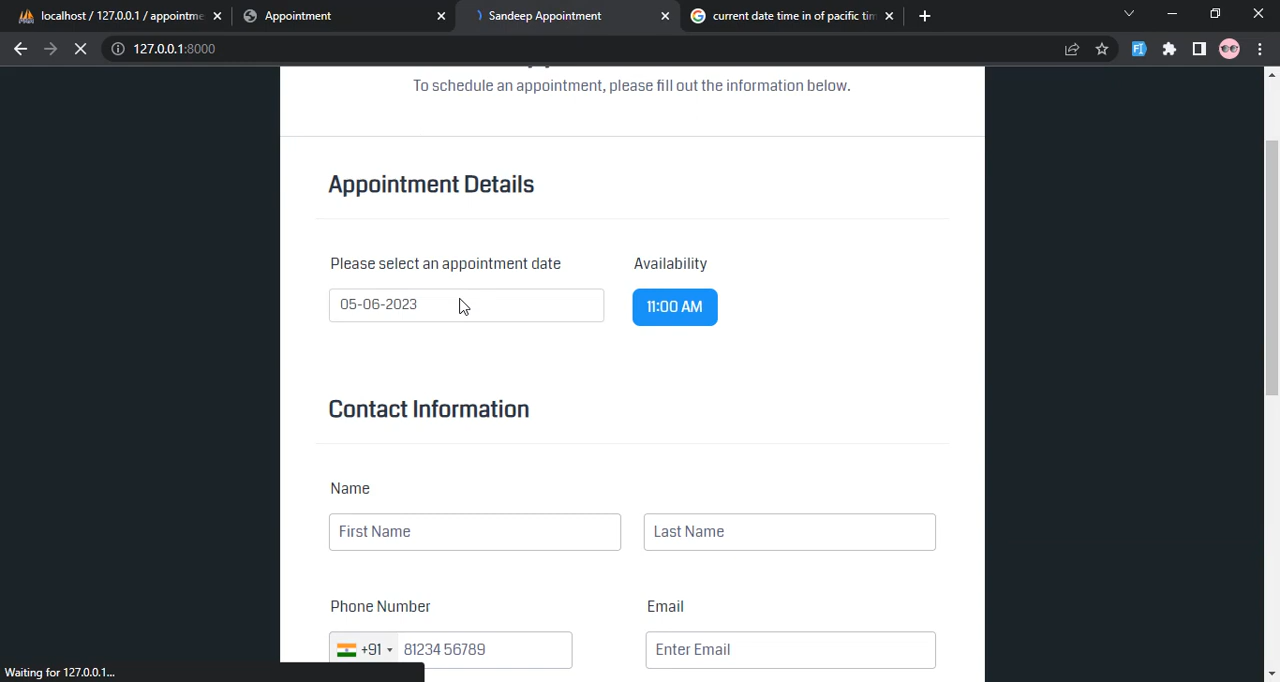 localhost / 127.0.0.1 / appointme
Appointment
Sandeep Appointment
current date time in of pacific tim
127.0.0.1:8000
To schedule an appointment, please fill out the information below.
Appointment Details
Please select an appointment date
Availability
05-06-2023
11:00 AM
Contact Information
Name
First Name
Last Name
Phone Number
Email
+91
81234 56789
Enter Email
Waiting for 127.0.0.1...